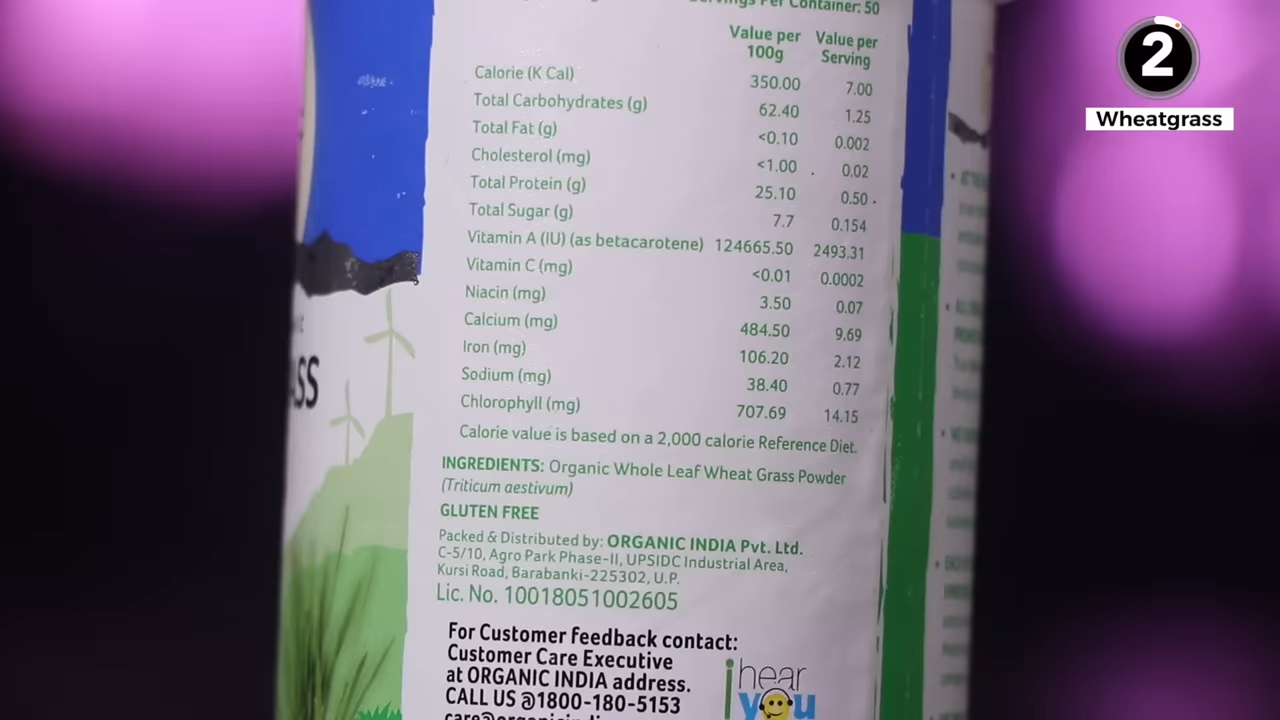 Servings Per Container: 50
2
Wheatgrass
Value per 100g Value per Serving
Calorie (K Cal) 350.00 7.00
Total Carbohydrates (g) 62.40 1.25
Total Fat (g) <0.10 0.002
Cholesterol (mg) <1.00 0.02
Total Protein (g) 25.10 0.50
Total Sugar (g) 7.7 0.154
Vitamin A (IU) (as betacarotene) 124665.50 2493.31
Vitamin C (mg) <0.01 0.0002
Niacin (mg) 3.50 0.07
Calcium (mg) 484.50 9.69
Iron (mg) 106.20 2.12
Sodium (mg) 38.40 0.77
Chlorophyll (mg) 707.69 14.15
Calorie value is based on a 2,000 calorie Reference Diet.
INGREDIENTS: Organic Whole Leaf Wheat Grass Powder
(Triticum aestivum)
GLUTEN FREE
Packed & Distributed by: ORGANIC INDIA Pvt. Ltd.
C-5/10, Agro Park Phase-II, UPSIDC Industrial Area,
Kursi Road, Barabanki-225302, U.P.
Lic. No. 10018051002605
For Customer feedback contact:
Customer Care Executive
at ORGANIC INDIA address.
CALL US @1800-180-5153
i hear
you
ASS